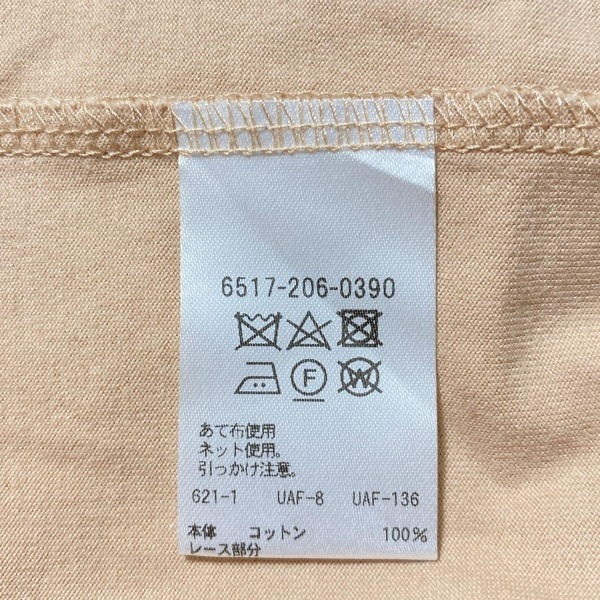 6517-206-0390
F W
あて布使用
ネット使用。
引っかけ注意。
621-1 UAF-8 UAF-136
本体 コットン 100%
レース部分